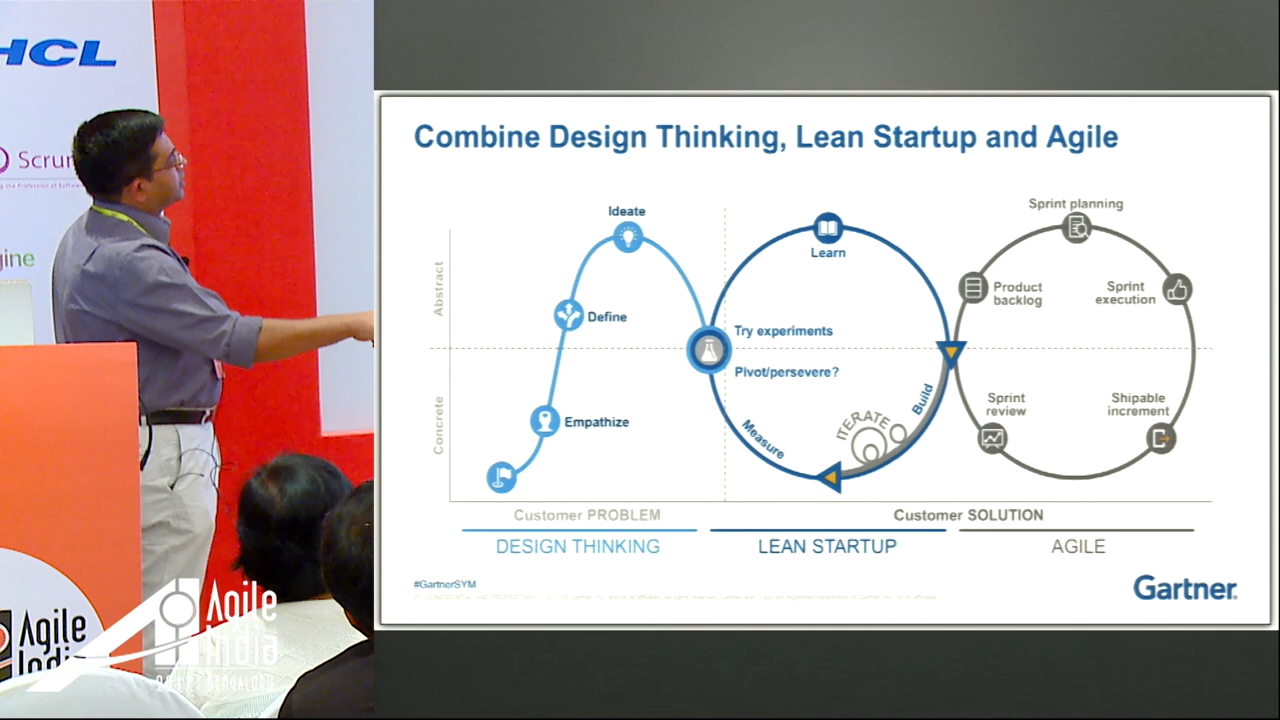 HCL
Scrum
gine
Agile
India
Agile
India
Combine Design Thinking, Lean Startup and Agile
Abstract
Concrete
Ideate
Define
Empathize
Learn
Try experiments
Pivot/persevere?
Measure
ITERATE
Build
Sprint planning
Product
backlog
Sprint
execution
Sprint
review
Shipable
increment
Customer PROBLEM
Customer SOLUTION
DESIGN THINKING
LEAN STARTUP
AGILE
#GartnerSYM
Gartner.